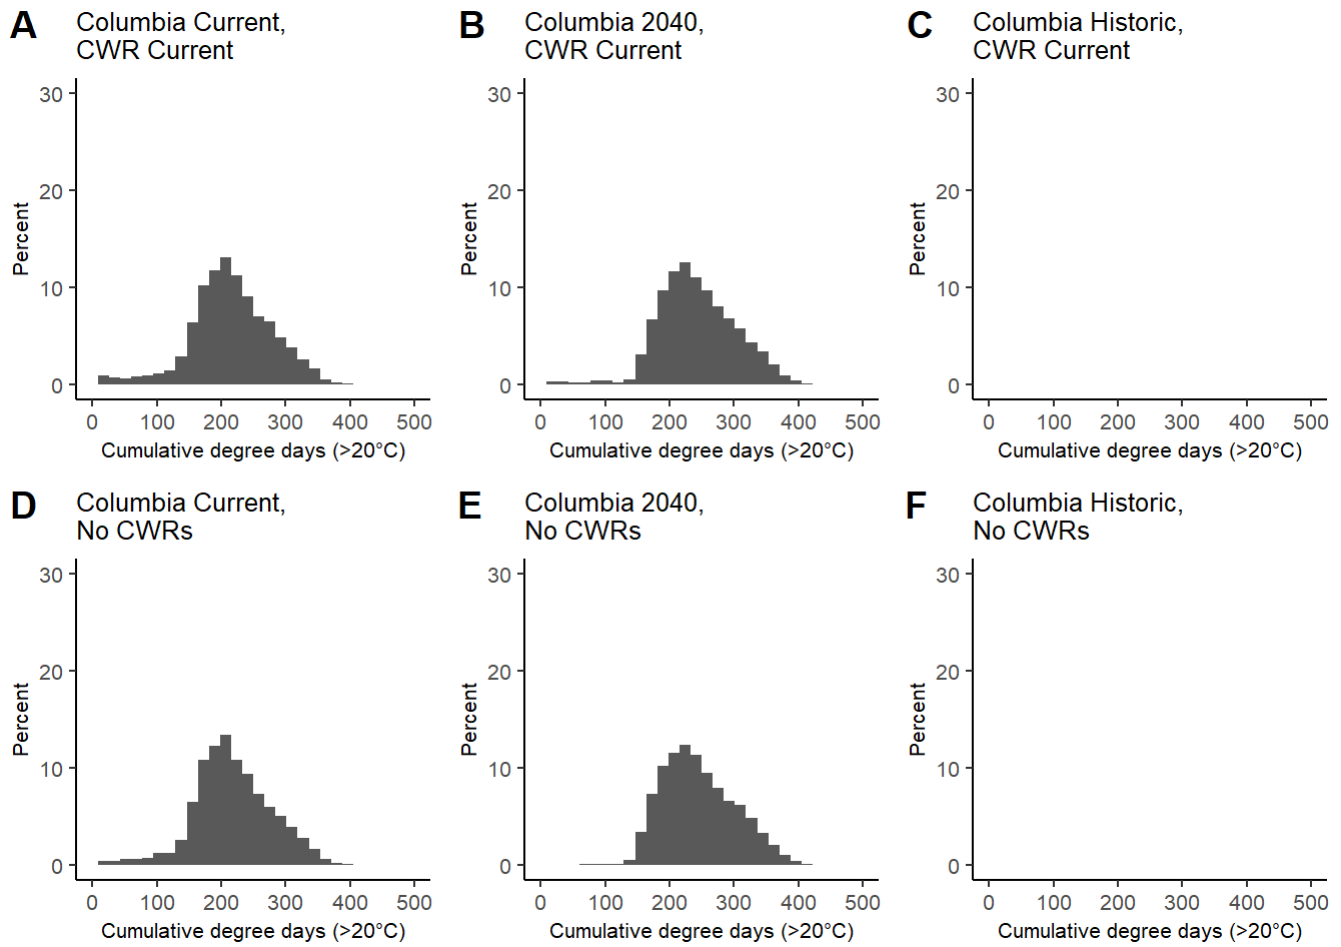 A
Columbia Current,
CWR Current
30
20
10
0
Percent
0 100 200 300 400 500
Cumulative degree days (>20°C)
B
Columbia 2040,
CWR Current
30
20
10
0
Percent
0 100 200 300 400 500
Cumulative degree days (>20°C)
C
Columbia Historic,
CWR Current
30
20
10
0
Percent
0 100 200 300 400 500
Cumulative degree days (>20°C)
D
Columbia Current,
No CWRs
30
20
10
0
Percent
0 100 200 300 400 500
Cumulative degree days (>20°C)
E
Columbia 2040,
No CWRs
30
20
10
0
Percent
0 100 200 300 400 500
Cumulative degree days (>20°C)
F
Columbia Historic,
No CWRs
30
20
10
0
Percent
0 100 200 300 400 500
Cumulative degree days (>20°C)